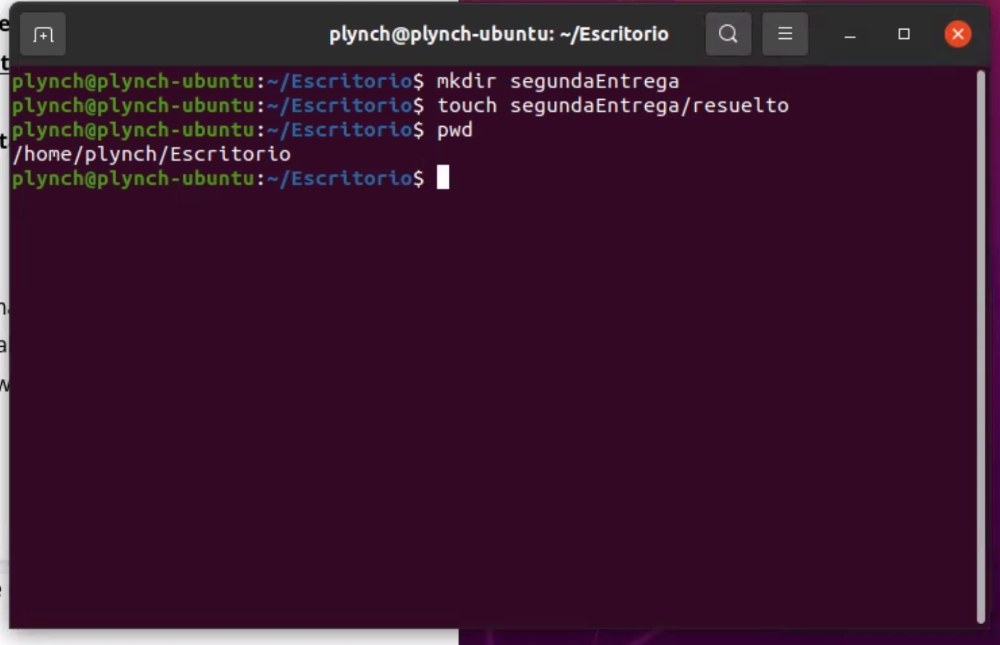 plynch@plynch-ubuntu: ~/Escritorio
plynch@plynch-ubuntu:~/Escritorio$ mkdir segundaEntrega
plynch@plynch-ubuntu:~/Escritorio$ touch segundaEntrega/resuelto
plynch@plynch-ubuntu:~/Escritorio$ pwd
/home/plynch/Escritorio
plynch@plynch-ubuntu:~/Escritorio$